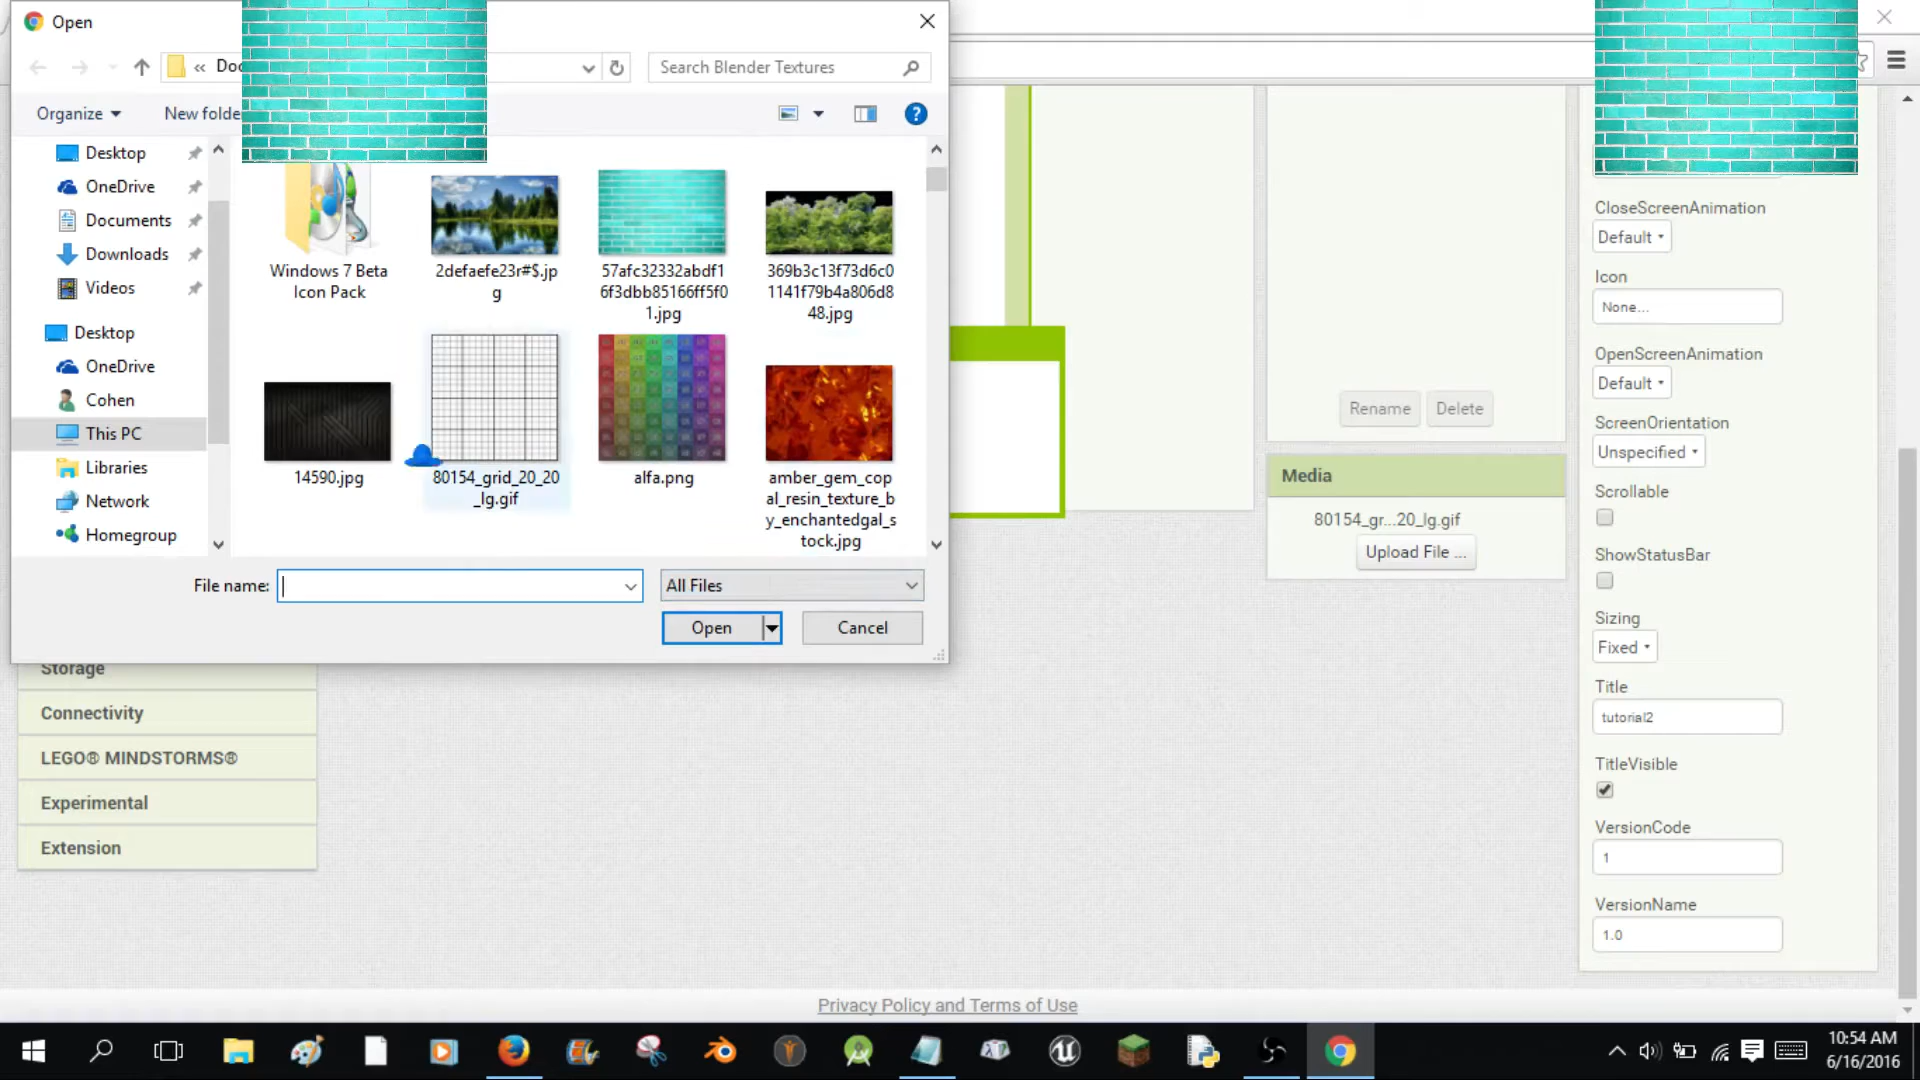 Open
« Doc
Search Blender Textures
Organize
New folde
Desktop
OneDrive
Documents
Downloads
Videos
Desktop
OneDrive
Cohen
This PC
Libraries
Network
Homegroup
Windows 7 Beta
Icon Pack
2defaefe23r#$.jp
g
57afc32332abdf1
6f3dbb85166ff5f0
1.jpg
369b3c13f73d6c0
1141f79b4a806d8
48.jpg
14590.jpg
80154_grid_20_20
_lg.gif
alfa.png
amber_gem_cop
al_resin_texture_b
y_enchantedgal_s
tock.jpg
File name:
All Files
Open
Cancel
Storage
Connectivity
LEGO® MINDSTORMS®
Experimental
Extension
Rename
Delete
Media
80154_gr...20_lg.gif
Upload File ...
CloseScreenAnimation
Default
Icon
None...
OpenScreenAnimation
Default
ScreenOrientation
Unspecified
Scrollable
ShowStatusBar
Sizing
Fixed
Title
tutorial2
TitleVisible
VersionCode
1
VersionName
1.0
Privacy Policy and Terms of Use
10:54 AM
6/16/2016